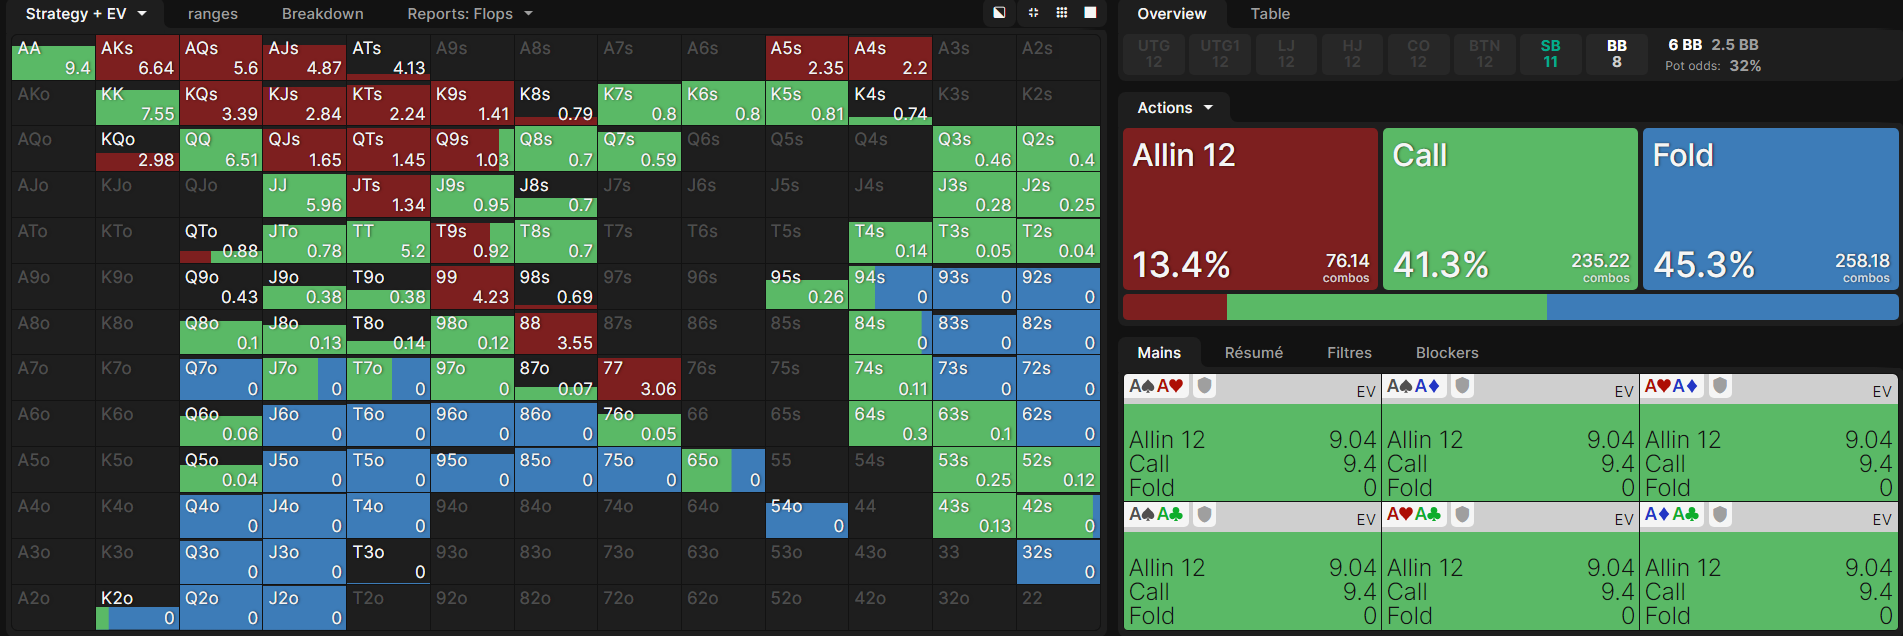 Strategy + EV ranges Breakdown Reports: Flops
AA AKs AQs AJs ATs A9s A8s A7s A6s A5s A4s A3s A2s
9.4 6.64 5.6 4.87 4.13 2.35 2.2
AKo KK KQs KJs KTs K9s K8s K7s K6s K5s K4s K3s K2s
7.55 3.39 2.84 2.24 1.41 0.79 0.8 0.8 0.81 0.74
AQo KQo QQ QJs QTs Q9s Q8s Q7s Q6s Q5s Q4s Q3s Q2s
2.98 6.51 1.65 1.45 1.03 0.7 0.59 0.46 0.4
AJo KJo QJo JJ JTs J9s J8s J7s J6s J5s J4s J3s J2s
5.96 1.34 0.95 0.7 0.28 0.25
ATo KTo QTo JTo TT T9s T8s T7s T6s T5s T4s T3s T2s
0.88 0.78 5.2 0.92 0.7 0.14 0.05 0.04
A9o K9o Q9o J9o T9o 99 98s 97s 96s 95s 94s 93s 92s
0.43 0.38 0.38 4.23 0.69 0.26 0 0 0
A8o K8o Q8o J8o T8o 98o 88 87s 86s 85s 84s 83s 82s
0.1 0.13 0.14 0.12 3.55 0 0 0
A7o K7o Q7o J7o T7o 97o 87o 77 76s 75s 74s 73s 72s
0 0 0 0 0.07 3.06 0.11 0 0
A6o K6o Q6o J6o T6o 96o 86o 76o 66 65s 64s 63s 62s
0.06 0 0 0 0 0.05 0.3 0.1 0
A5o K5o Q5o J5o T5o 95o 85o 75o 65o 55 54s 53s 52s
0.04 0 0 0 0 0 0 0.25 0.12
A4o K4o Q4o J4o T4o 94o 84o 74o 64o 54o 44 43s 42s
0 0 0 0 0.13 0
A3o K3o Q3o J3o T3o 93o 83o 73o 63o 53o 43o 33 32s
0 0 0 0
A2o K2o Q2o J2o T2o 92o 82o 72o 62o 52o 42o 32o 22
0 0 0
Overview Table
UTG UTG1 LJ HJ CO BTN SB BB 6 BB 2.5 BB
12 12 12 12 12 12 11 8 Pot odds: 32%
Actions
Allin 12 Call Fold
13.4% 76.14 41.3% 235.22 45.3% 258.18
combos combos combos
Mains Résumé Filtres Blockers
A♠A♥ EV A♠A♦ EV A♥A♦ EV
Allin 12 9.04 Allin 12 9.04 Allin 12 9.04
Call 9.4 Call 9.4 Call 9.4
Fold 0 Fold 0 Fold 0
A♠A♣ EV A♥A♣ EV A♦A♣ EV
Allin 12 9.04 Allin 12 9.04 Allin 12 9.04
Call 9.4 Call 9.4 Call 9.4
Fold 0 Fold 0 Fold 0